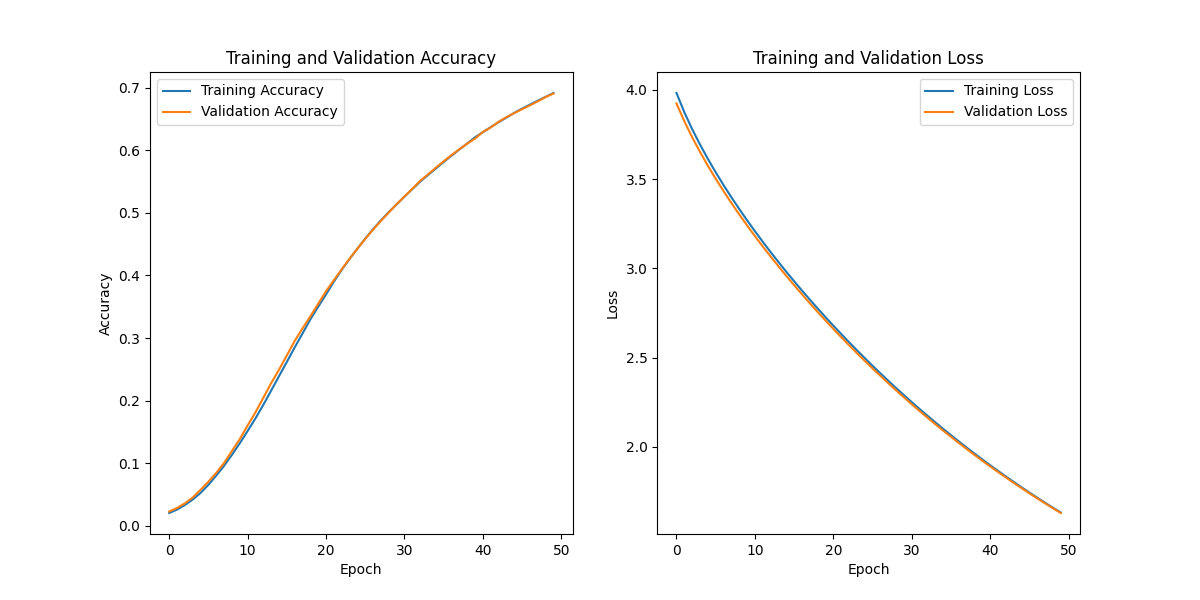 Training and Validation Accuracy
Training Accuracy
Validation Accuracy
0.7
0.6
0.5
0.4
0.3
0.2
0.1
0.0
Accuracy
0 10 20 30 40 50
Epoch
Training and Validation Loss
Training Loss
Validation Loss
4.0
3.5
3.0
2.5
2.0
Loss
0 10 20 30 40 50
Epoch